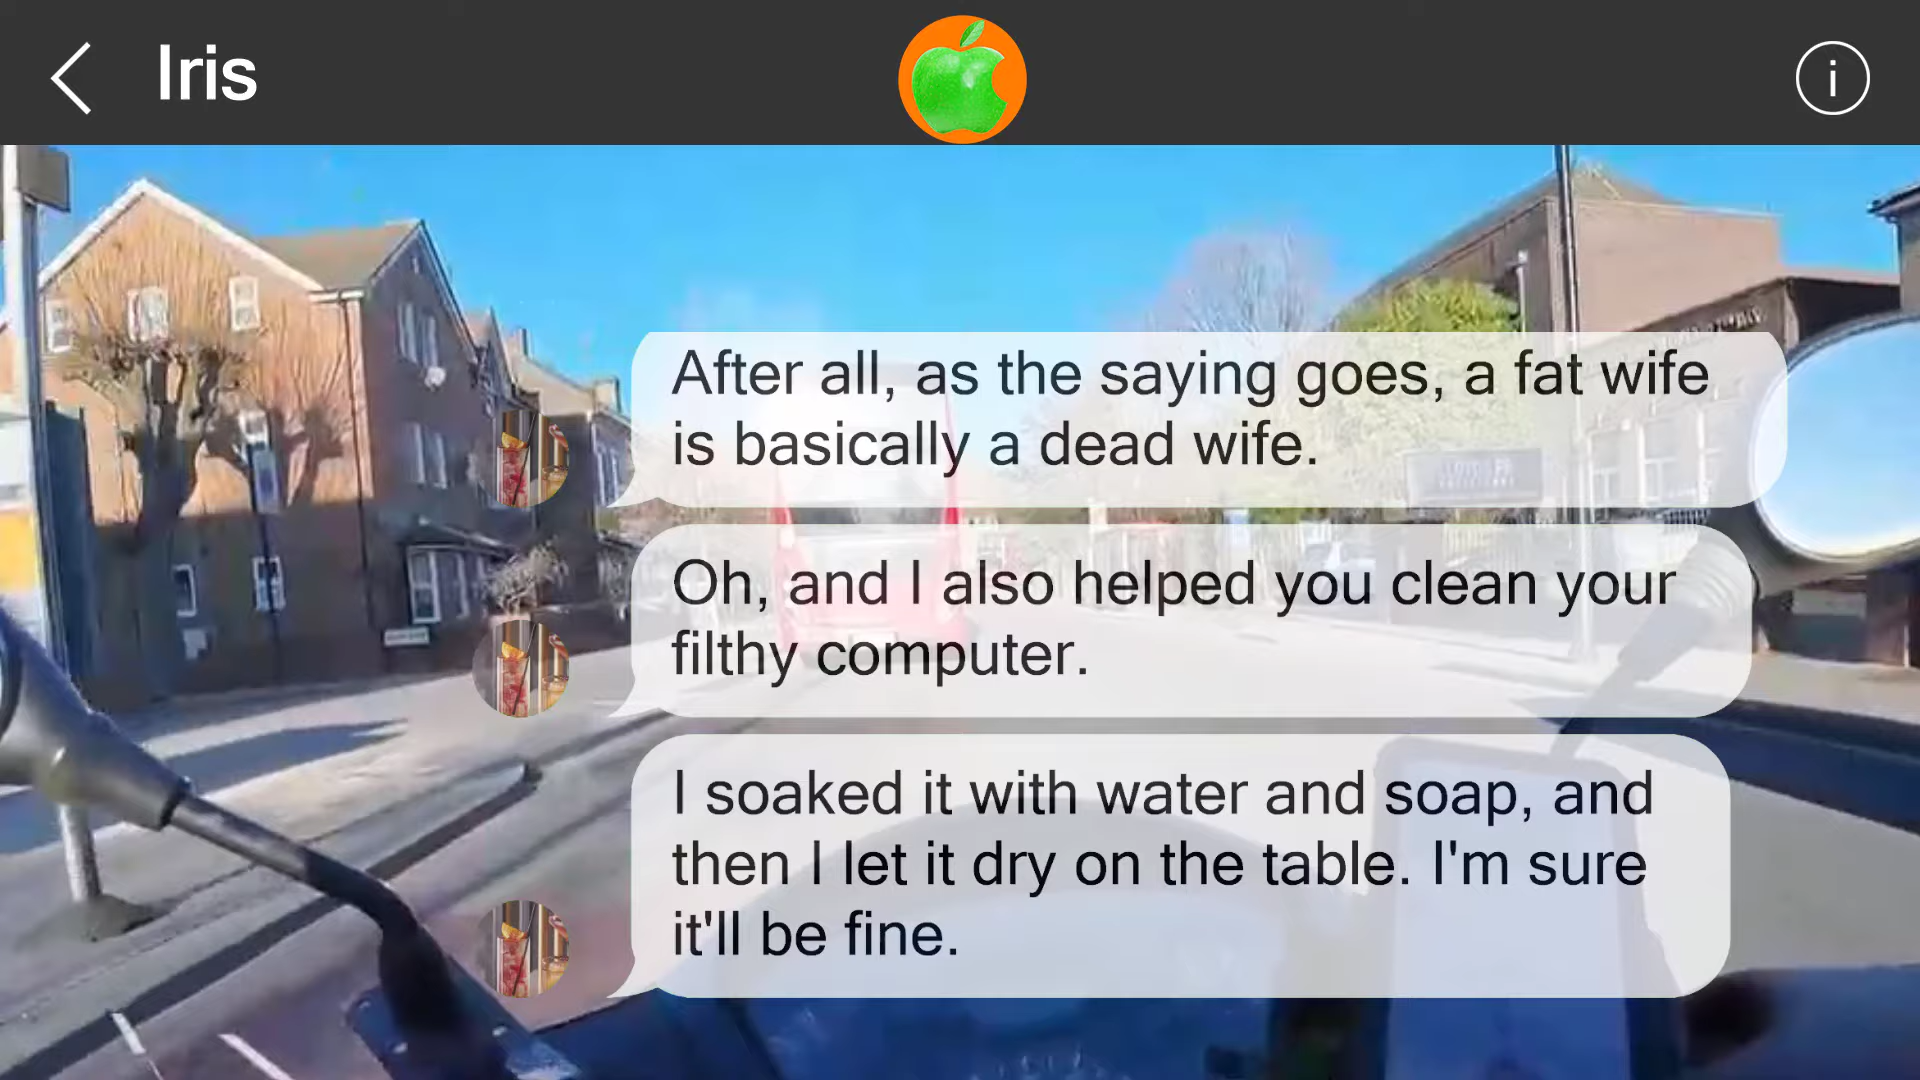 Iris
i
After all, as the saying goes, a fat wife
is basically a dead wife.
Oh, and I also helped you clean your
filthy computer.
I soaked it with water and soap, and
then I let it dry on the table. I'm sure
it'll be fine.